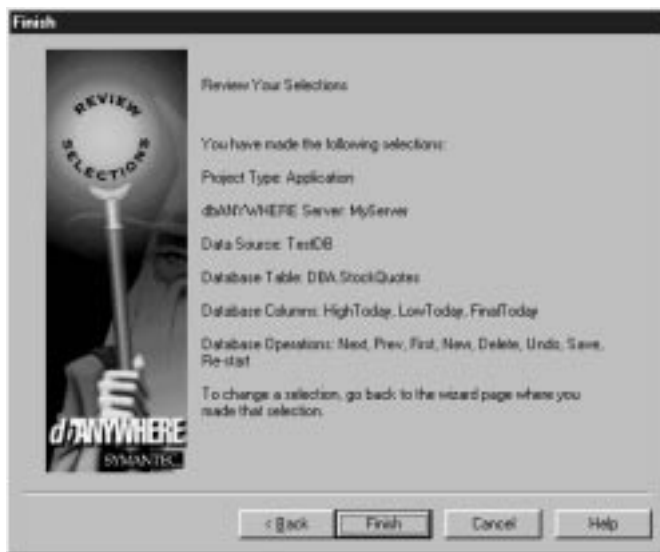 Finish
REVIEW SELECTIONS
Review Your Selections
You have made the following selections:
Project Type: Application
dbANYWHERE Server: MyServer
Data Source: TestDB
Database Table: DBA.StockQuotes
Database Columns: HighToday, LowToday, FinalToday
Database Operations: Next, Prev, First, New, Delete, Undo, Save,
Re-start
To change a selection, go back to the wizard page where you
made that selection.
dbANYWHERE
SYMANTEC
< Back Finish Cancel Help